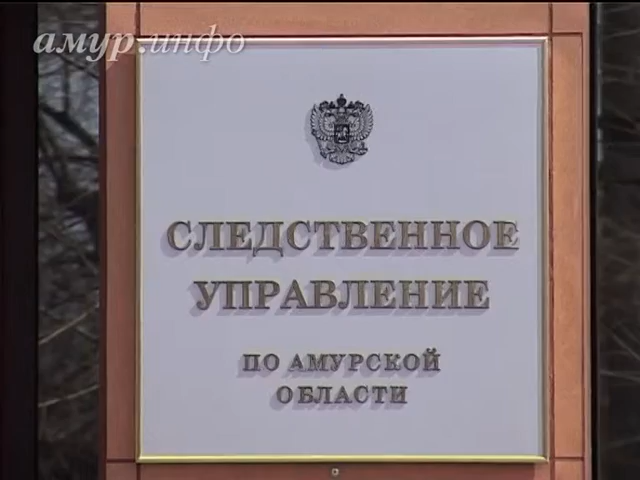 амур.инфо
СЛЕДСТВЕННОЕ
УПРАВЛЕНИЕ
ПО АМУРСКОЙ
ОБЛАСТИ